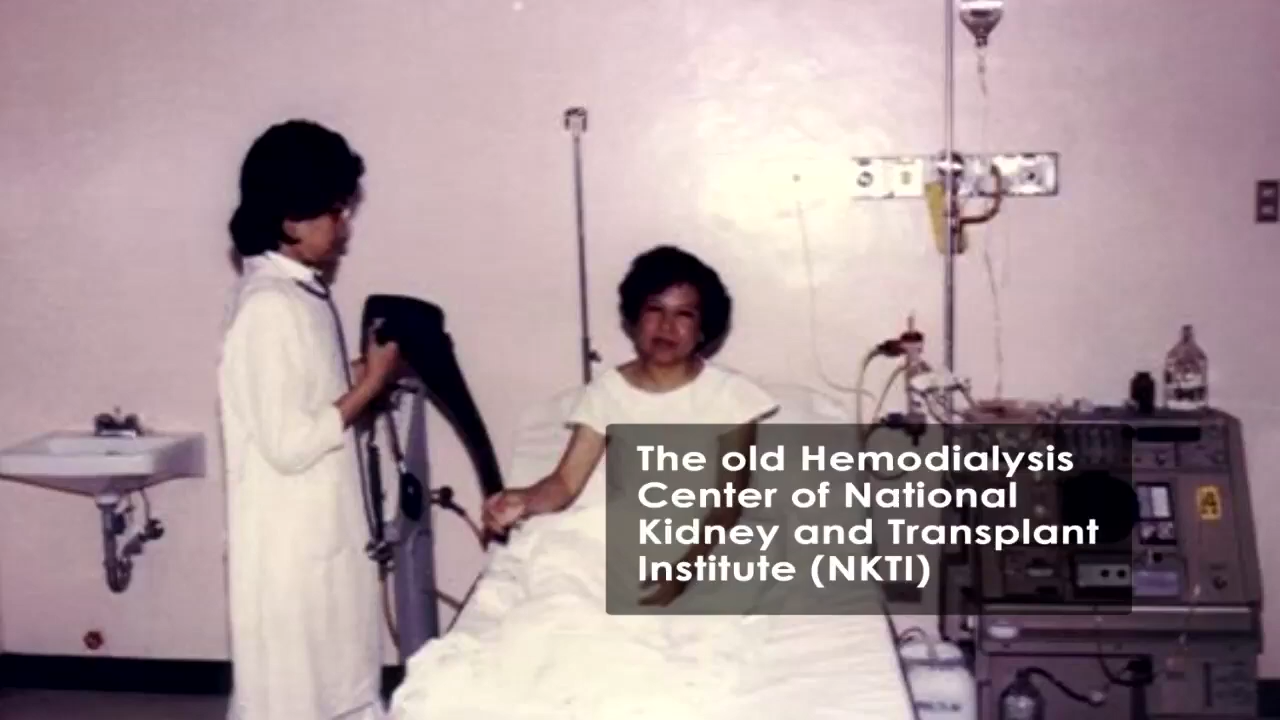 The old Hemodialysis
Center of National
Kidney and Transplant
Institute (NKTI)
A